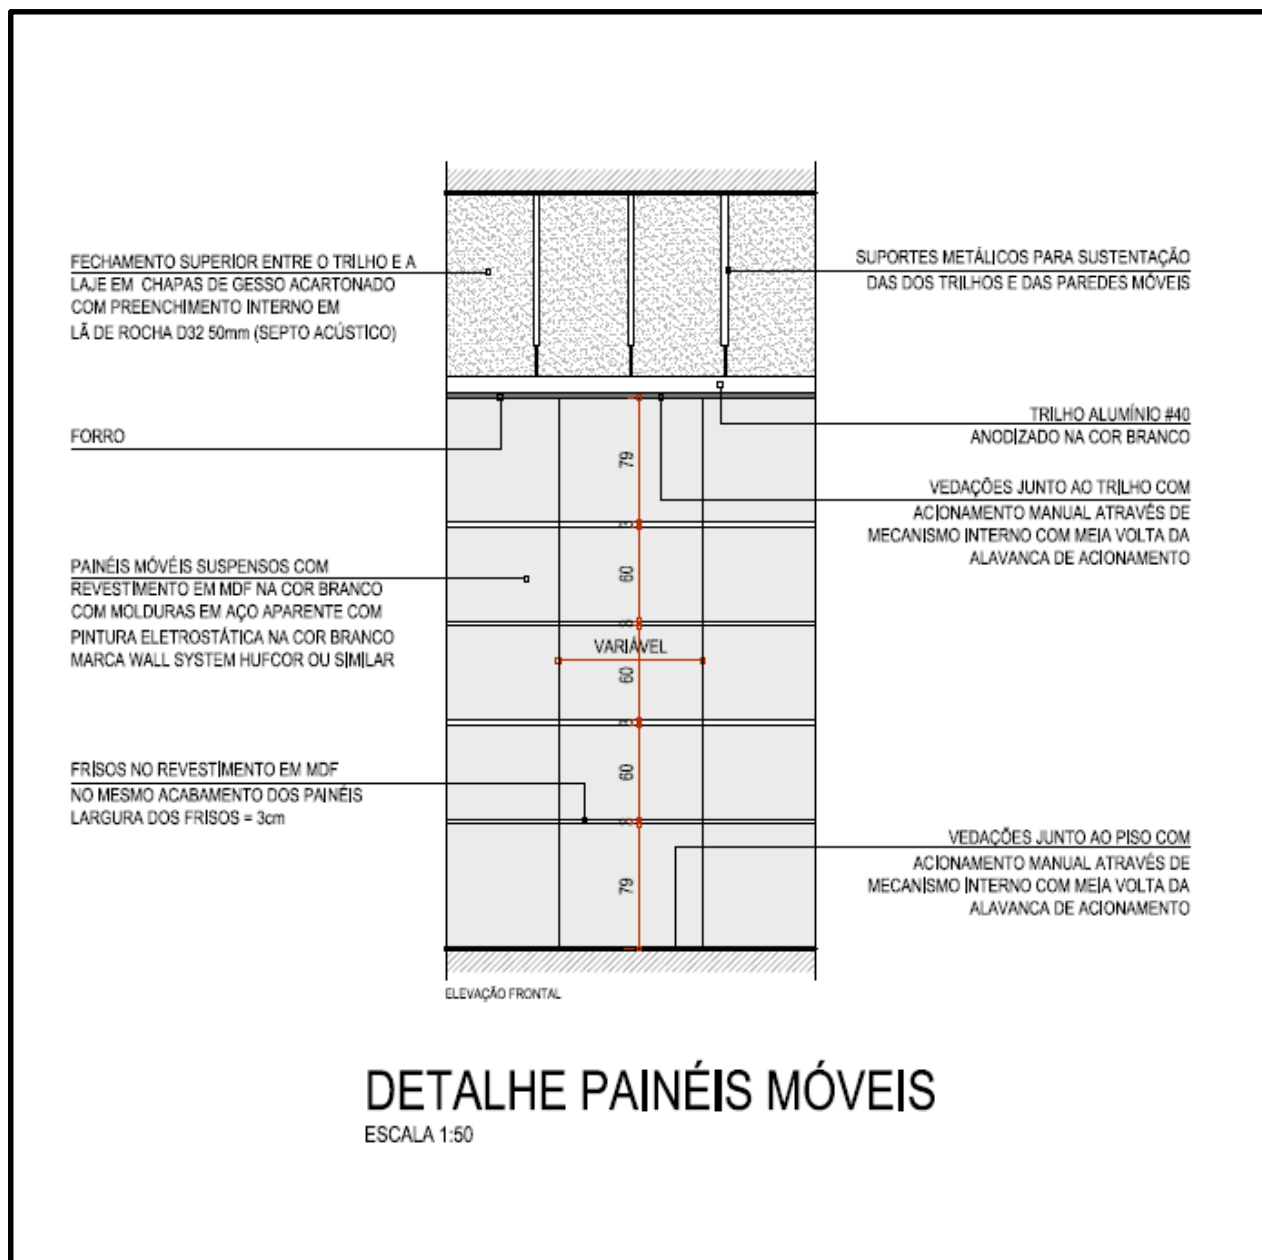 FECHAMENTO SUPERIOR ENTRE O TRILHO E A
LAJE EM CHAPAS DE GESSO ACARTONADO
COM PREENCHIMENTO INTERNO EM
LÃ DE ROCHA D32 50mm (SEPTO ACÚSTICO)
SUPORTES METÁLICOS PARA SUSTENTAÇÃO
DAS DOS TRILHOS E DAS PAREDES MÓVEIS
FORRO
TRILHO ALUMÍNIO #40
ANODIZADO NA COR BRANCO
VEDAÇÕES JUNTO AO TRILHO COM
ACIONAMENTO MANUAL ATRAVÉS DE
MECANISMO INTERNO COM MEIA VOLTA DA
ALAVANCA DE ACIONAMENTO
PAINÉIS MÓVÉIS SUSPENSOS COM
REVESTIMENTO EM MDF NA COR BRANCO
COM MOLDURAS EM AÇO APARENTE COM
PINTURA ELETROSTÁTICA NA COR BRANCO
MARCA WALL SYSTEM HUFCOR OU SIMILAR
79
60
VARIÁVEL
60
60
79
FRISOS NO REVESTIMENTO EM MDF
NO MESMO ACABAMENTO DOS PAINÉIS
LARGURA DOS FRISOS = 3cm
VEDAÇÕES JUNTO AO PISO COM
ACIONAMENTO MANUAL ATRAVÉS DE
MECANISMO INTERNO COM MEIA VOLTA DA
ALAVANCA DE ACIONAMENTO
ELEVAÇÃO FRONTAL
DETALHE PAINÉIS MÓVEIS
ESCALA 1:50